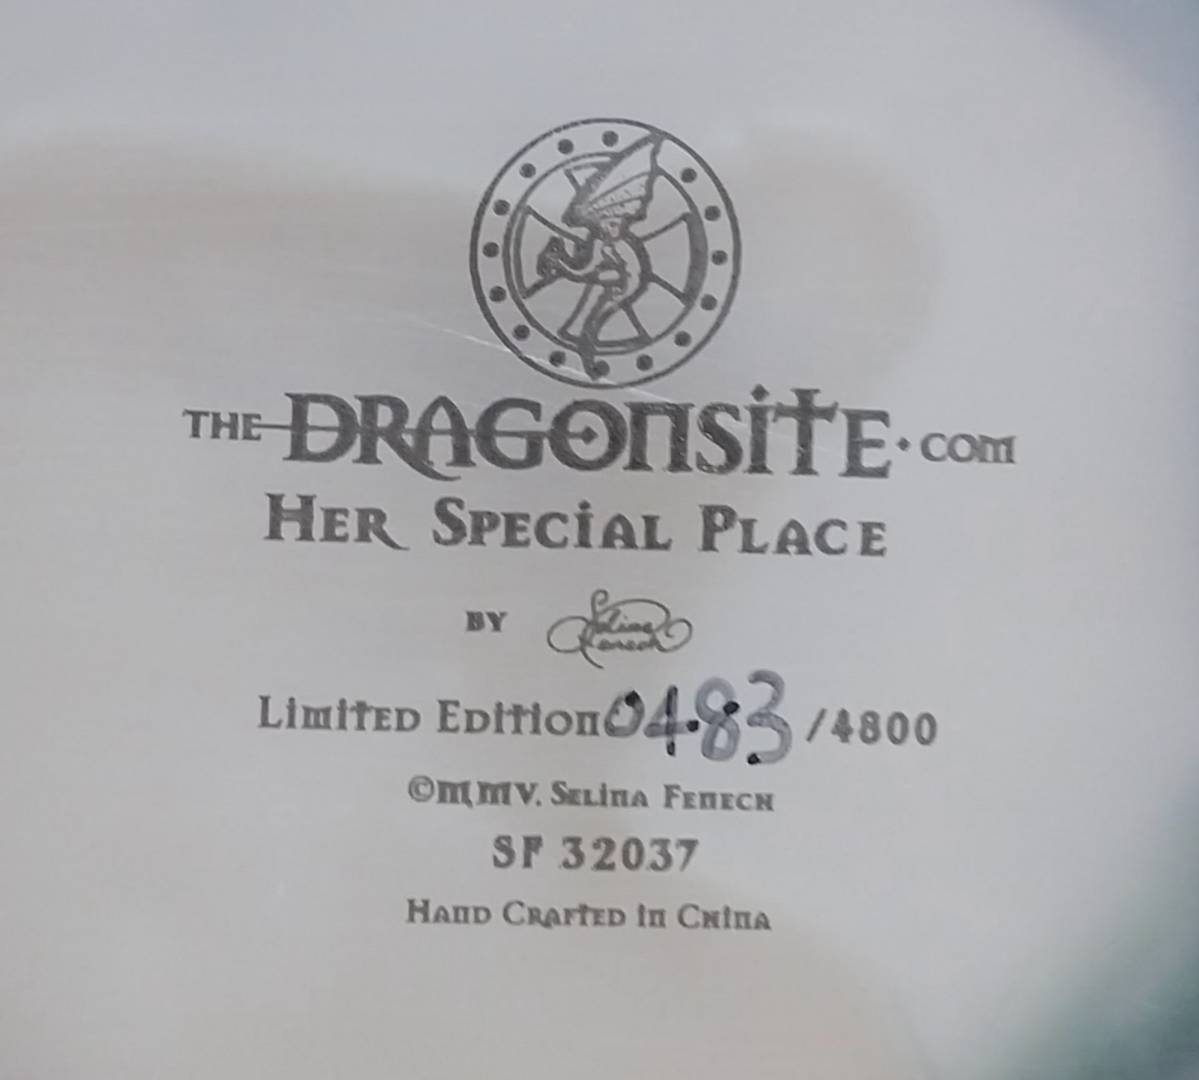 THE DRAGONSITE.COM
HER SPECIAL PLACE
BY Selina Fenech
LIMITED EDITION 0483/4800
©MMV. SELINA FENECH
SF 32037
HAND CRAFTED IN CHINA